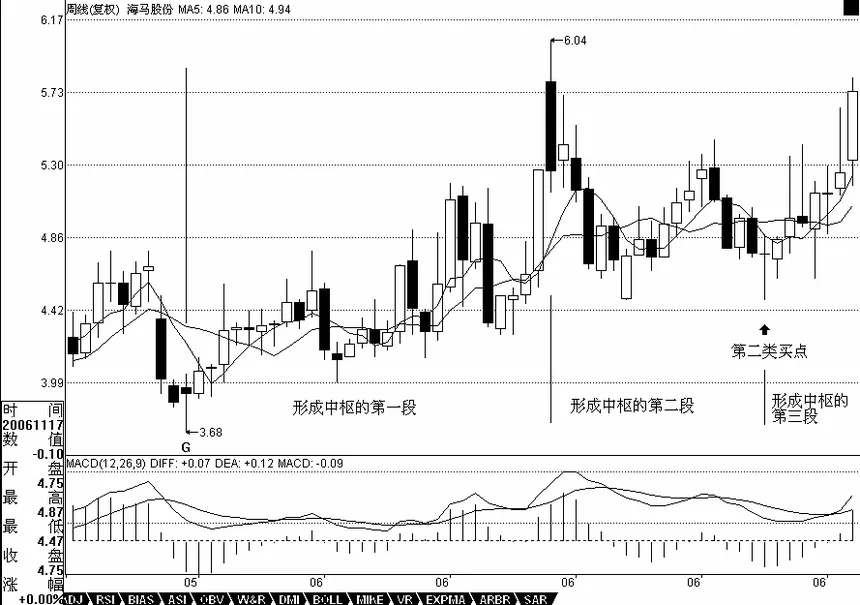 周线(复权) 海马股份 MA5: 4.86 MA10: 4.94
6.17
5.73
5.30
4.86
4.42
3.99
6.04
第二类买点
形成中枢的第一段
形成中枢的第二段
形成中枢的
第三段
3.68
G
时间
20061117
数值
-0.10
开盘
4.75
最高
4.87
最低
4.47
收盘
4.75
涨幅
+0.00%
MACD(12,26,9) DIFF: +0.07 DEA: +0.12 MACD: -0.09
05 06 06 06 06 06
DJ RSI BIAS ASI OBV W&R DMI BOLL MIKE VR EXPMA ARBR SAR